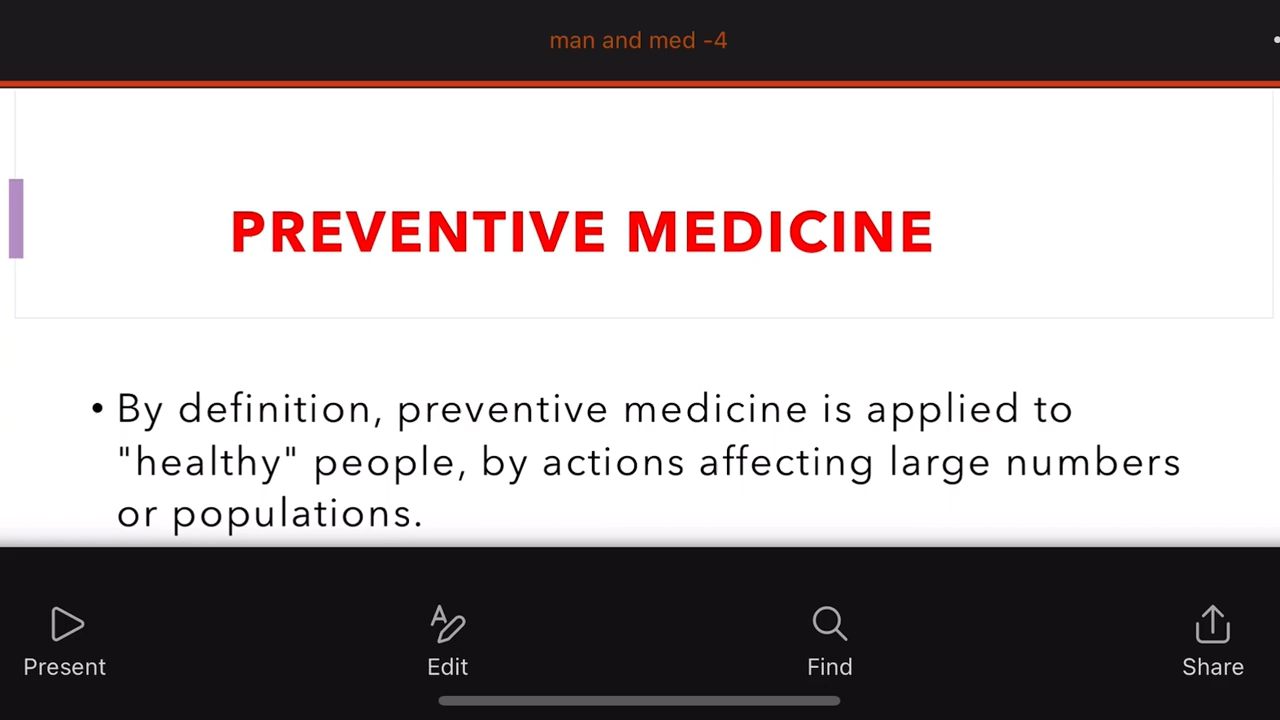 man and med -4
PREVENTIVE MEDICINE
• By definition, preventive medicine is applied to
"healthy" people, by actions affecting large numbers
or populations.
Present
Edit
Find
Share